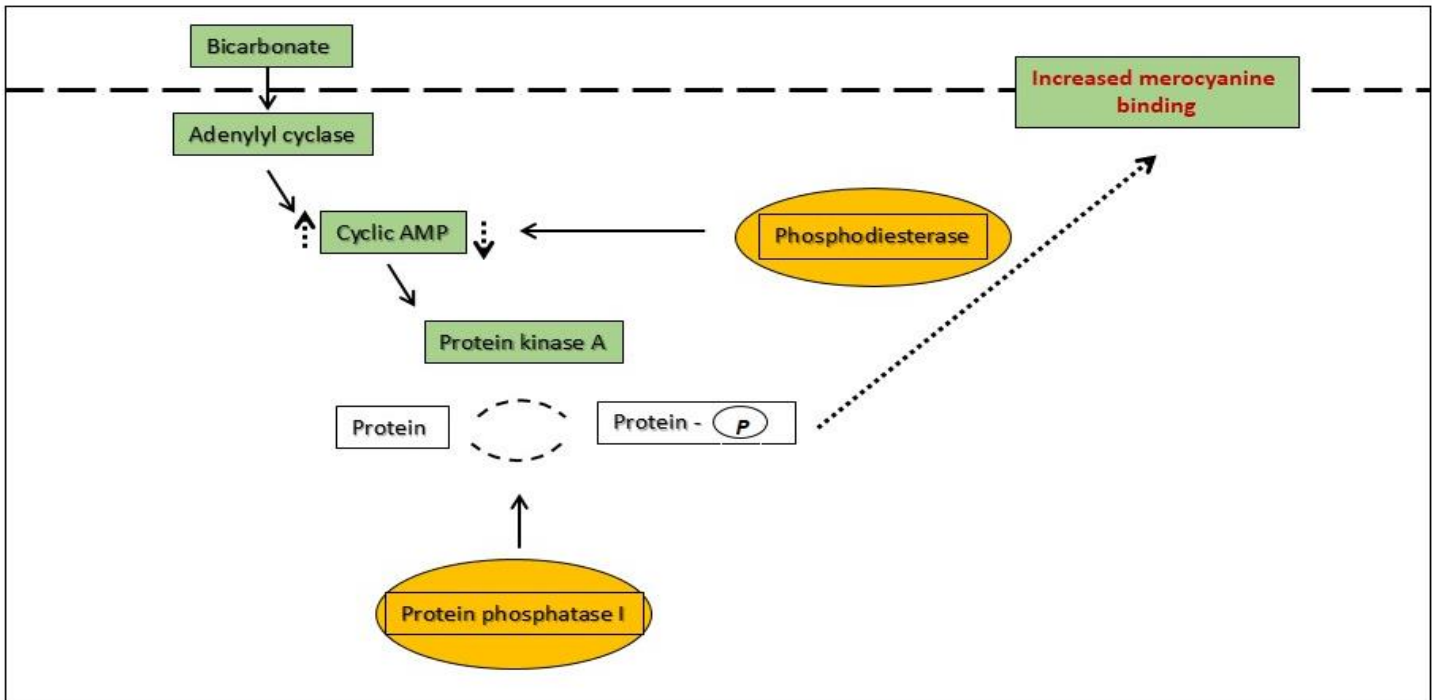 Bicarbonate
Increased merocyanine
binding
Adenylyl cyclase
Cyclic AMP
Phosphodiesterase
Protein kinase A
Protein
Protein - P
Protein phosphatase I